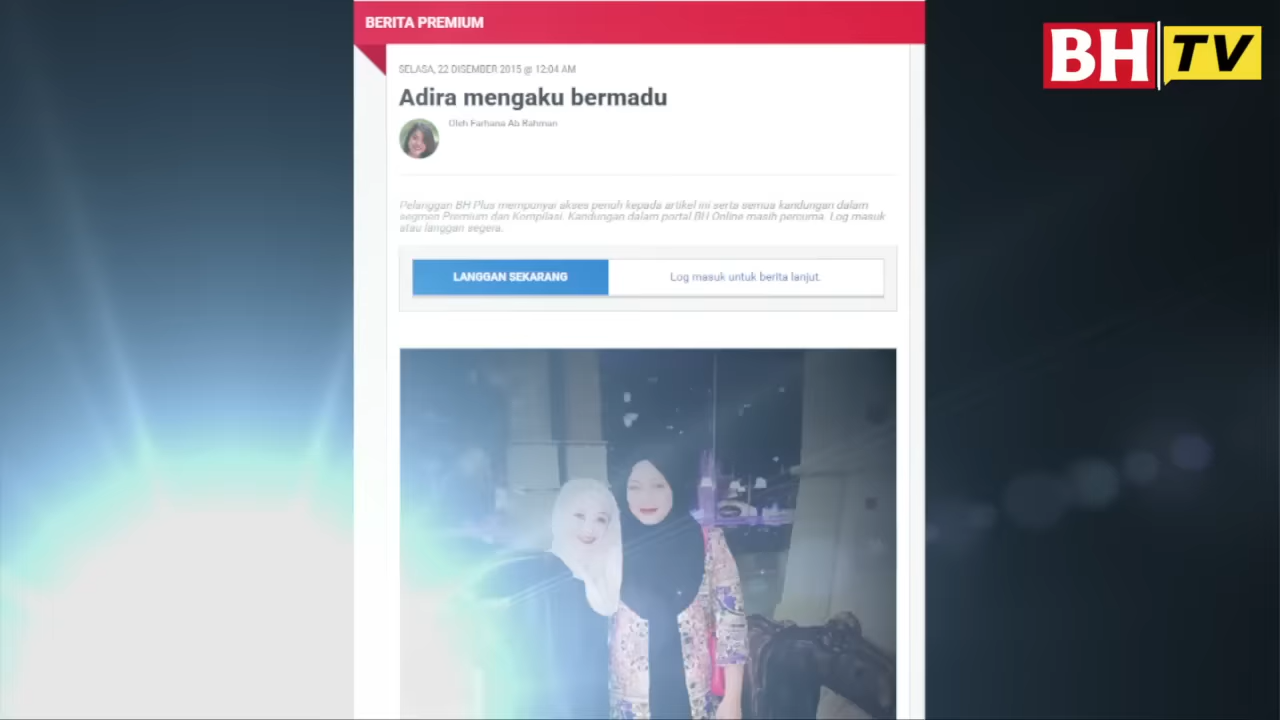 BERITA PREMIUM
BH TV
SELASA, 22 DISEMBER 2015 @ 12:04 AM
Adira mengaku bermadu
Oleh Farhana Ab Rahman
Pelanggan BH Plus mempunyai akses penuh kepada artikel ini serta semua kandungan dalam
segmen Premium dan Kompilasi. Kandungan dalam portal BH Online masih percuma. Log masuk
atau langgan segera.
LANGGAN SEKARANG
Log masuk untuk berita lanjut.